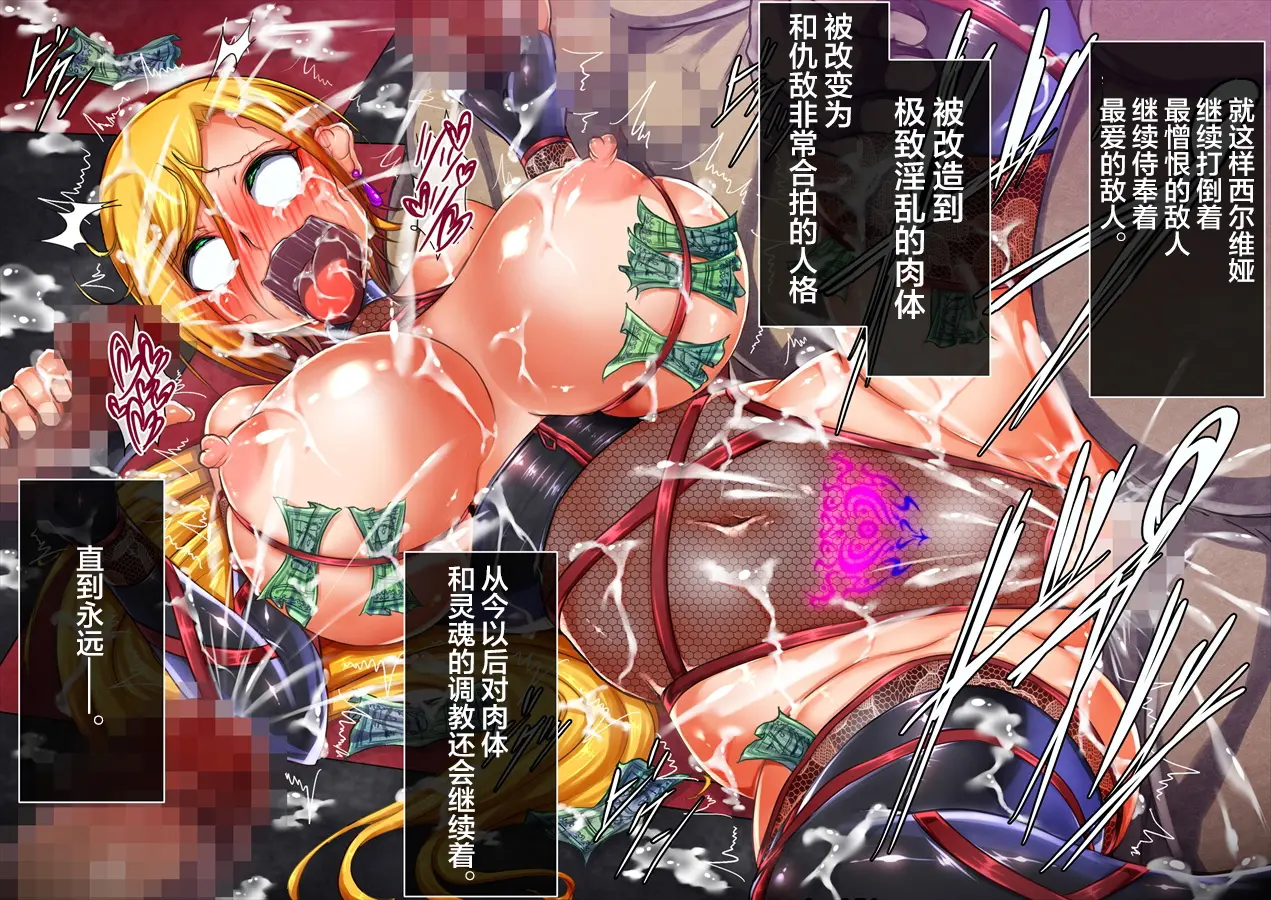 就这样西尔维娅
继续打倒着
最憎恨的敌人
继续侍奉着
最爱的敌人。
被改造到
极致淫乱的肉体
被改变为
和仇敌非常合拍的人格
从今以后对肉体
和灵魂的调教还会继续着。
直到永远——。